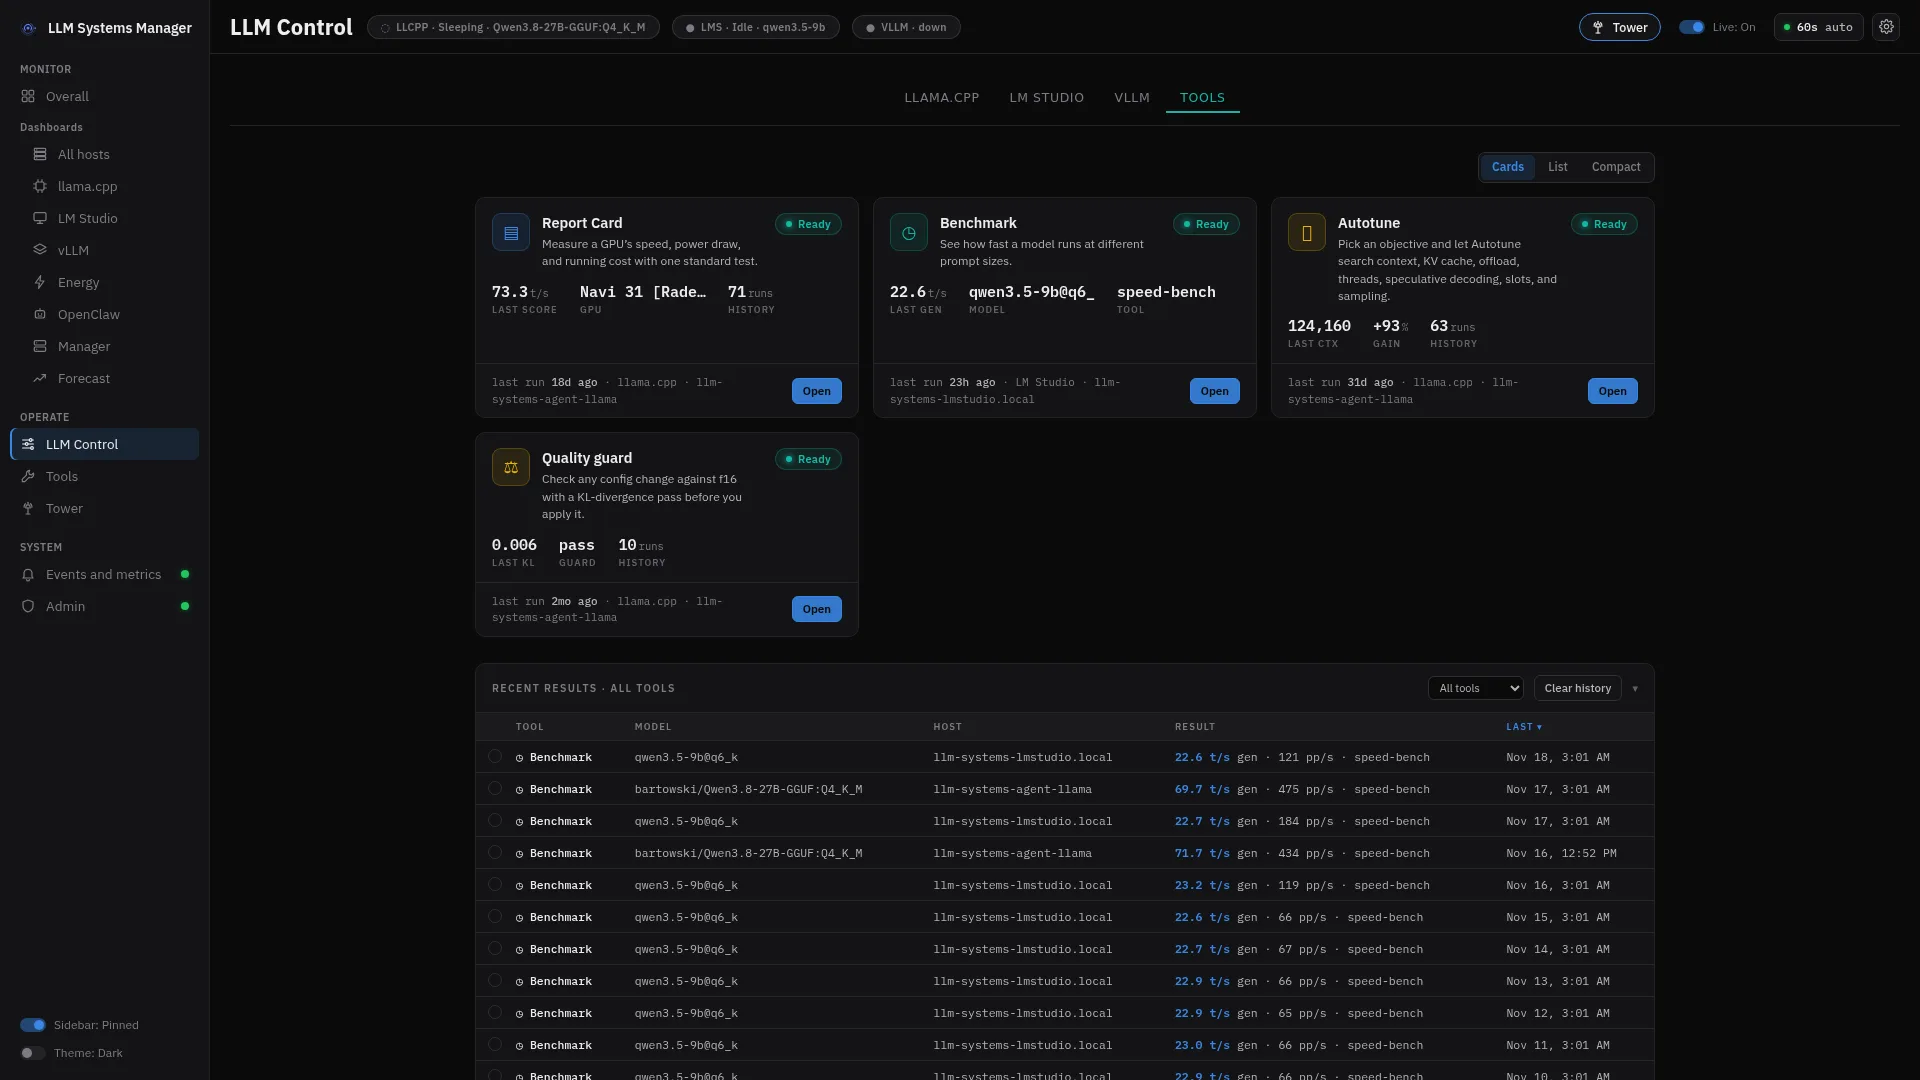 LLM Systems Manager
MONITOR
Overall
Dashboards
All hosts
llama.cpp
LM Studio
vLLM
Energy
OpenClaw
Manager
Forecast
OPERATE
LLM Control
Tools
Tower
SYSTEM
Events and metrics
Admin
Sidebar: Pinned
Theme: Dark
LLM Control
LLCPP · Sleeping · Qwen3.8-27B-GGUF:Q4_K_M
LMS · Idle · qwen3.5-9b
VLLM · down
Tower
Live: On
60s auto
LLAMA.CPP
LM STUDIO
VLLM
TOOLS
Cards
List
Compact
Report Card
Ready
Measure a GPU's speed, power draw,
and running cost with one standard test.
73.3 t/s
Navi 31 [Rade…
71 runs
LAST SCORE
GPU
HISTORY
last run 18d ago · llama.cpp · llm-
systems-agent-llama
Open
Benchmark
Ready
See how fast a model runs at different
prompt sizes.
22.6 t/s
qwen3.5-9b@q6_
speed-bench
LAST GEN
MODEL
TOOL
last run 23h ago · LM Studio · llm-
systems-lmstudio.local
Open
Autotune
Ready
Pick an objective and let Autotune
search context, KV cache, offload,
threads, speculative decoding, slots, and
sampling.
124,160
+93 %
63 runs
LAST CTX
GAIN
HISTORY
last run 31d ago · llama.cpp · llm-
systems-agent-llama
Open
Quality guard
Ready
Check any config change against f16
with a KL-divergence pass before you
apply it.
0.006
pass
10 runs
LAST KL
GUARD
HISTORY
last run 2mo ago · llama.cpp · llm-
systems-agent-llama
Open
RECENT RESULTS · ALL TOOLS
All tools
Clear history
TOOL MODEL HOST RESULT LAST ▾
Benchmark qwen3.5-9b@q6_k llm-systems-lmstudio.local 22.6 t/s gen · 121 pp/s · speed-bench Nov 18, 3:01 AM
Benchmark bartowski/Qwen3.8-27B-GGUF:Q4_K_M llm-systems-agent-llama 69.7 t/s gen · 475 pp/s · speed-bench Nov 17, 3:01 AM
Benchmark qwen3.5-9b@q6_k llm-systems-lmstudio.local 22.7 t/s gen · 184 pp/s · speed-bench Nov 17, 3:01 AM
Benchmark bartowski/Qwen3.8-27B-GGUF:Q4_K_M llm-systems-agent-llama 71.7 t/s gen · 434 pp/s · speed-bench Nov 16, 12:52 PM
Benchmark qwen3.5-9b@q6_k llm-systems-lmstudio.local 23.2 t/s gen · 119 pp/s · speed-bench Nov 16, 3:01 AM
Benchmark qwen3.5-9b@q6_k llm-systems-lmstudio.local 22.6 t/s gen · 66 pp/s · speed-bench Nov 15, 3:01 AM
Benchmark qwen3.5-9b@q6_k llm-systems-lmstudio.local 22.7 t/s gen · 67 pp/s · speed-bench Nov 14, 3:01 AM
Benchmark qwen3.5-9b@q6_k llm-systems-lmstudio.local 22.9 t/s gen · 66 pp/s · speed-bench Nov 13, 3:01 AM
Benchmark qwen3.5-9b@q6_k llm-systems-lmstudio.local 22.9 t/s gen · 65 pp/s · speed-bench Nov 12, 3:01 AM
Benchmark qwen3.5-9b@q6_k llm-systems-lmstudio.local 23.0 t/s gen · 66 pp/s · speed-bench Nov 11, 3:01 AM
Benchmark qwen3.5-9b@q6_k llm-systems-lmstudio.local 22.9 t/s gen · 66 pp/s · speed-bench Nov 10, 3:01 AM